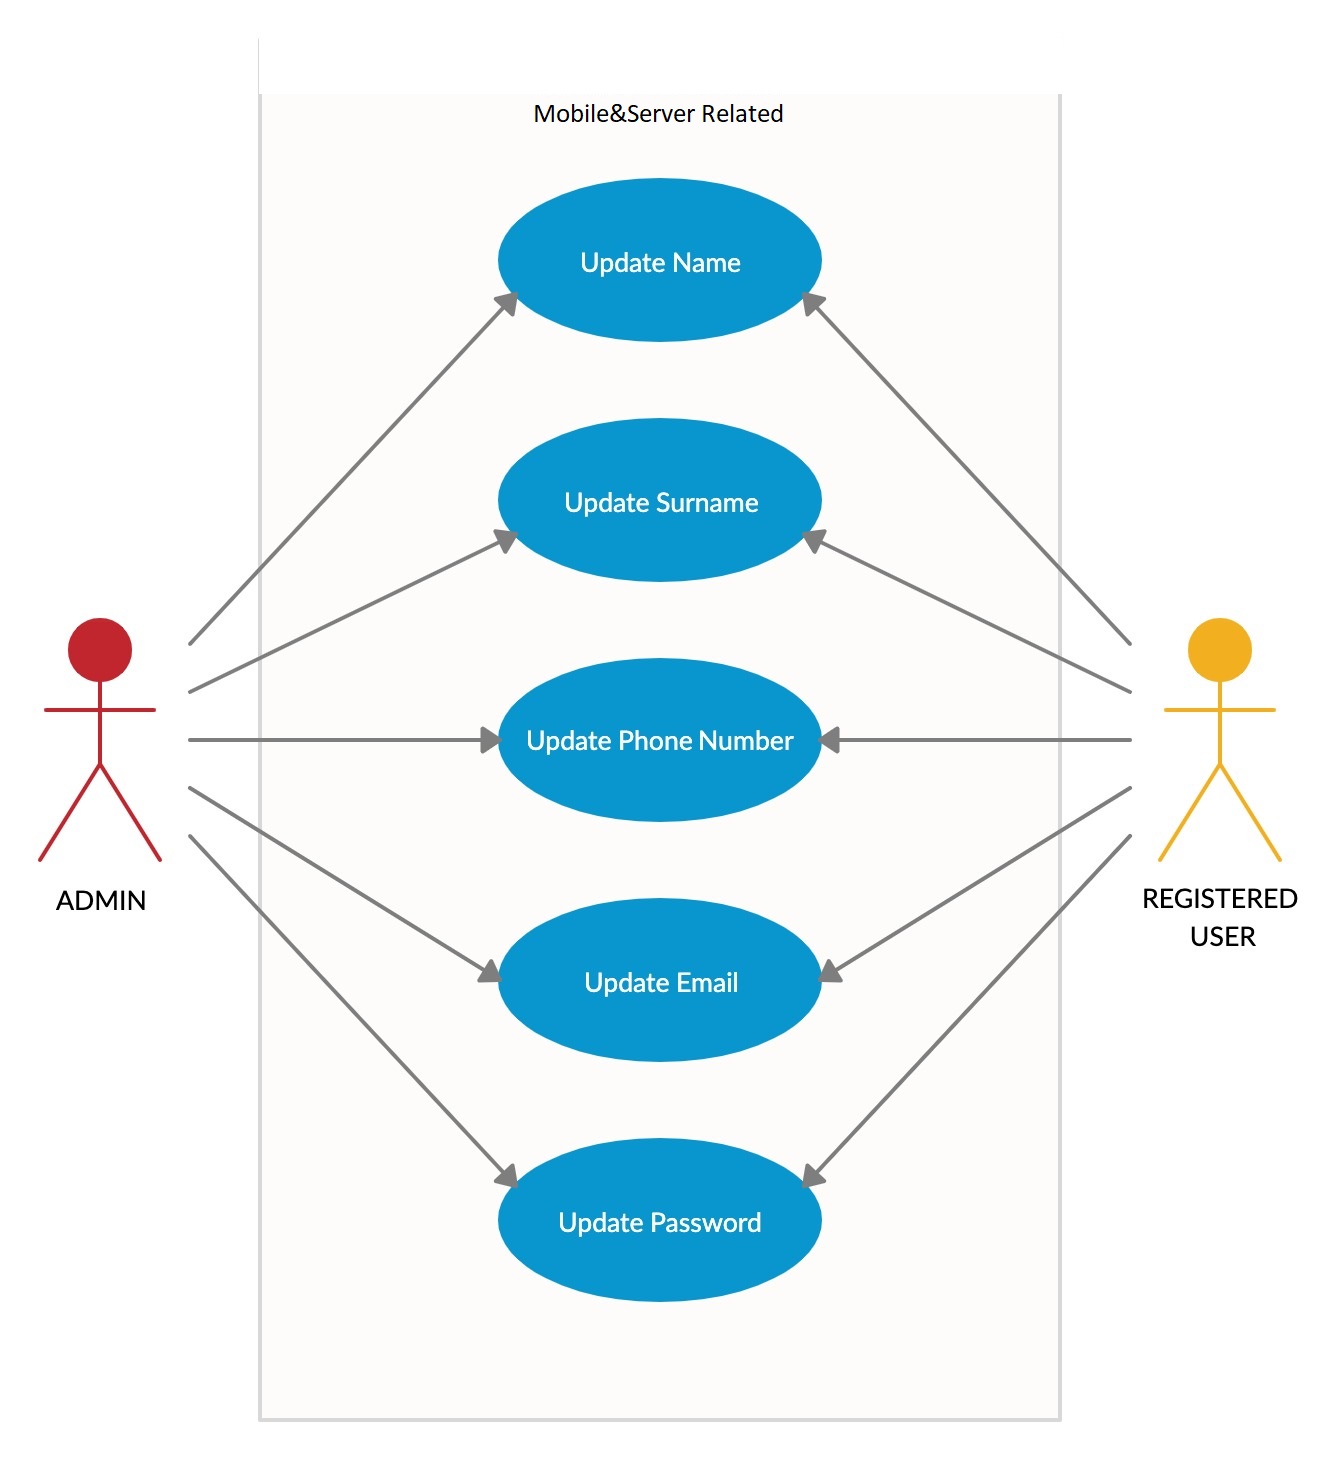 Mobile&Server Related
Update Name
Update Surname
Update Phone Number
ADMIN
REGISTERED
USER
Update Email
Update Password